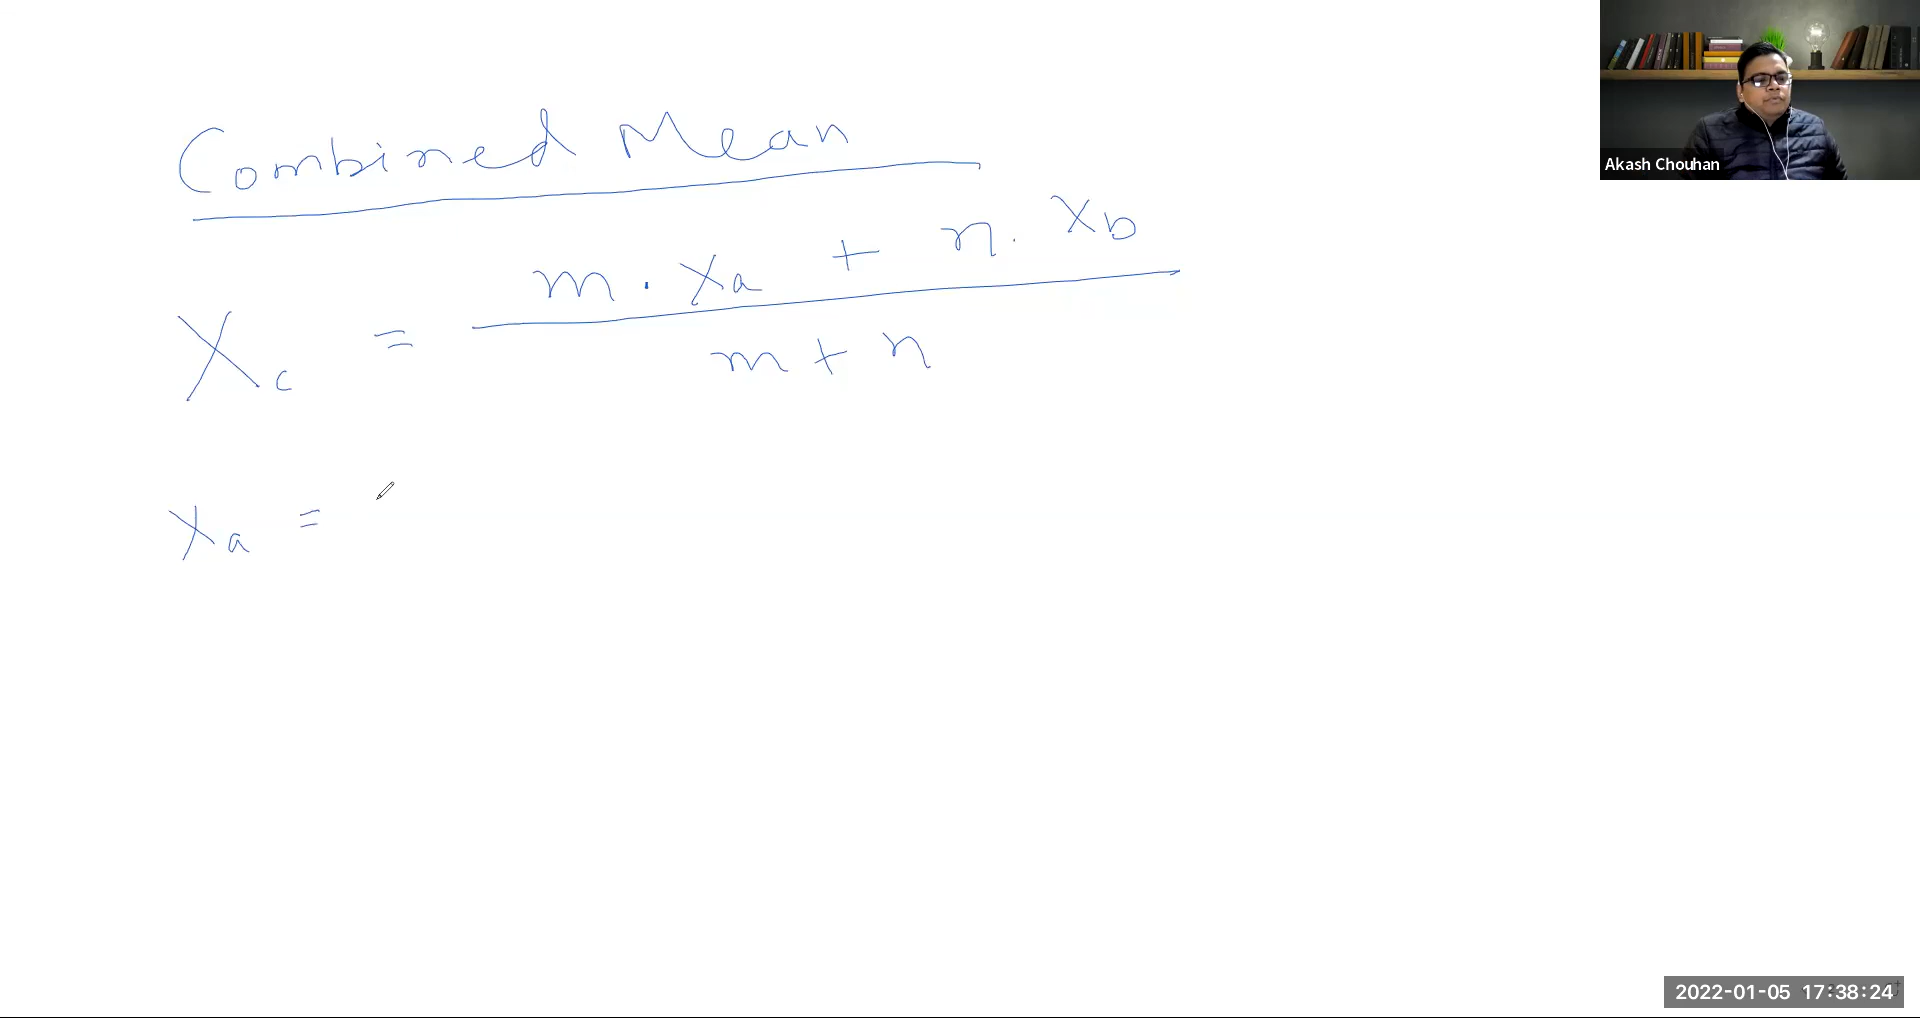 Combined Mean
Xc = m . Xa + n . Xb
m + n
Xa =
Akash Chouhan
2022-01-05 17:38:24